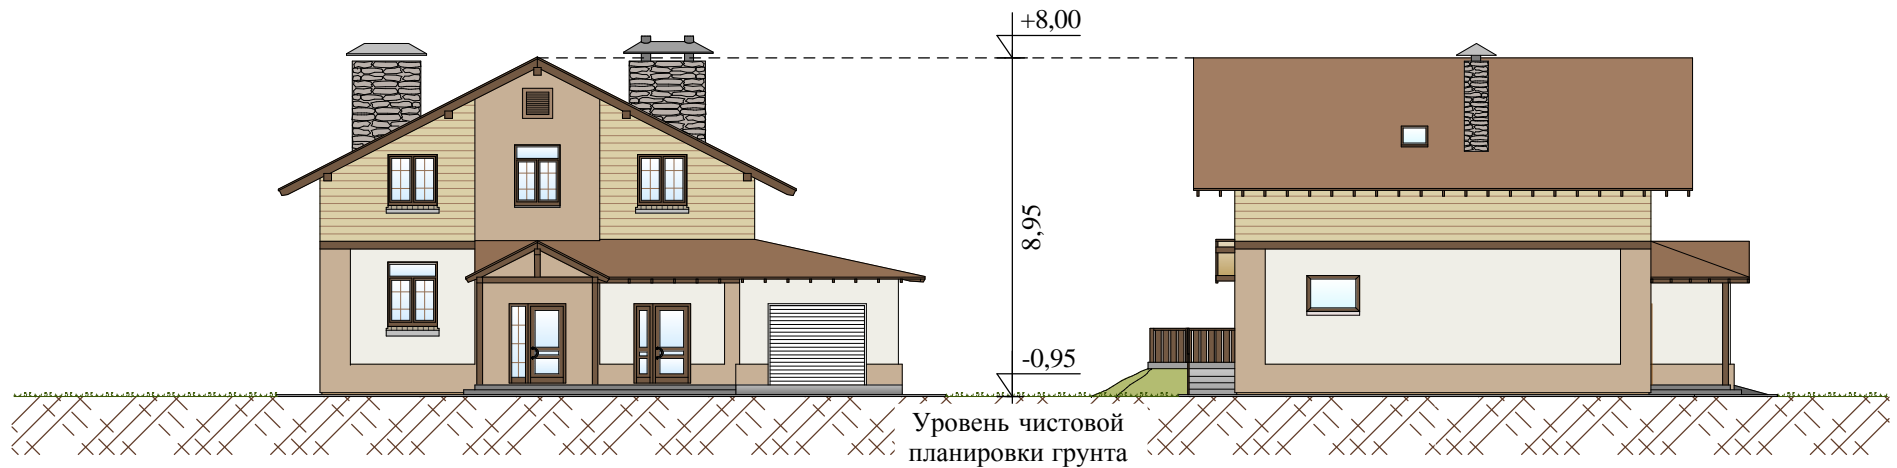 +8,00
8,95
-0,95
Уровень чистовой
планировки грунта